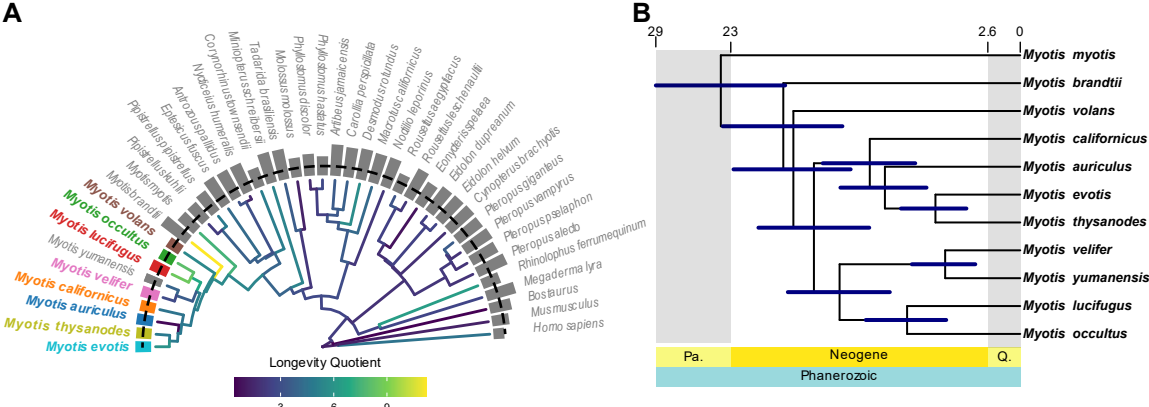 A
Homo sapiens
Mus musculus
Bos taurus
Megaderma lyra
Rhinolophus ferrumequinum
Pteropus alecto
Pteropus pselaphon
Pteropus vampyrus
Pteropus giganteus
Cynopterus brachyotis
Eidolon helvum
Eidolon dupreanum
Eonycteris spelaea
Rousettus leschenaultii
Rousettus aegyptiacus
Noctilio leporinus
Macrotus californicus
Desmodus rotundus
Carollia perspicillata
Artibeus jamaicensis
Phyllostomus hastatus
Phyllostomus discolor
Molossus molossus
Tadarida brasiliensis
Miniopterus schreibersi
Corynorhinus townsendii
Nycticeius humeralis
Antrozous pallidus
Eptesicus fuscus
Pipistrellus pipistrellus
Pipistrellus kuhlii
Myotis myotis
Myotis brandtii
Myotis volans
Myotis occultus
Myotis lucifugus
Myotis yumanensis
Myotis velifer
Myotis californicus
Myotis auriculus
Myotis thysanodes
Myotis evotis
Longevity Quotient
B
29 23 2.6 0
Myotis myotis
Myotis brandtii
Myotis volans
Myotis californicus
Myotis auriculus
Myotis evotis
Myotis thysanodes
Myotis velifer
Myotis yumanensis
Myotis lucifugus
Myotis occultus
Pa. Neogene Q.
Phanerozoic